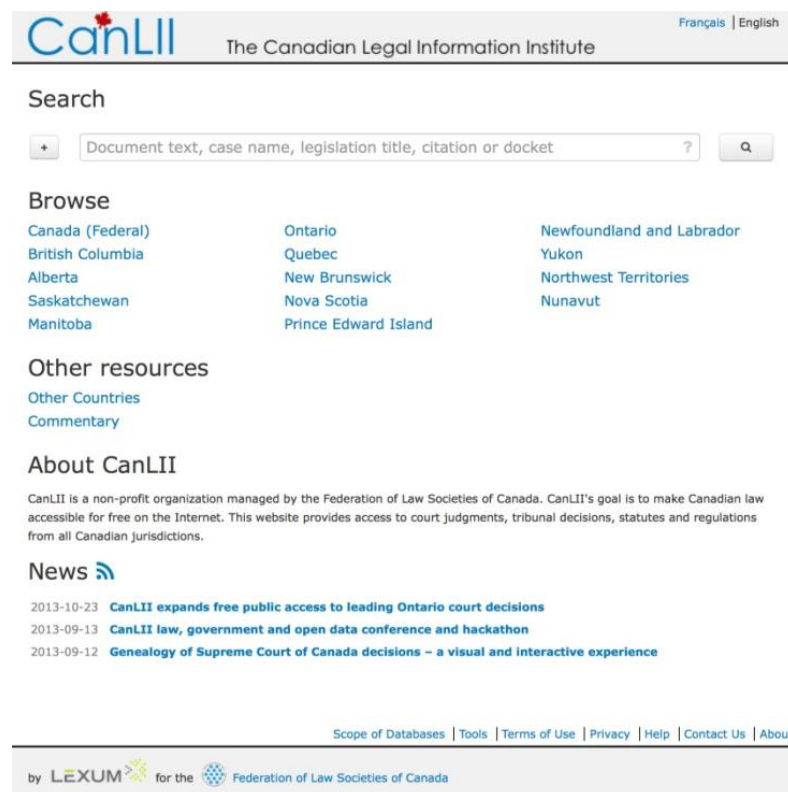 CanLII
The Canadian Legal Information Institute
Français | English
Search
+ Document text, case name, legislation title, citation or docket ?
Browse
Canada (Federal) Ontario Newfoundland and Labrador
British Columbia Quebec Yukon
Alberta New Brunswick Northwest Territories
Saskatchewan Nova Scotia Nunavut
Manitoba Prince Edward Island
Other resources
Other Countries
Commentary
About CanLII
CanLII is a non-profit organization managed by the Federation of Law Societies of Canada. CanLII's goal is to make Canadian law
accessible for free on the Internet. This website provides access to court judgments, tribunal decisions, statutes and regulations
from all Canadian jurisdictions.
News
2013-10-23 CanLII expands free public access to leading Ontario court decisions
2013-09-13 CanLII law, government and open data conference and hackathon
2013-09-12 Genealogy of Supreme Court of Canada decisions – a visual and interactive experience
Scope of Databases | Tools | Terms of Use | Privacy | Help | Contact Us | Abou
by LEXUM for the Federation of Law Societies of Canada